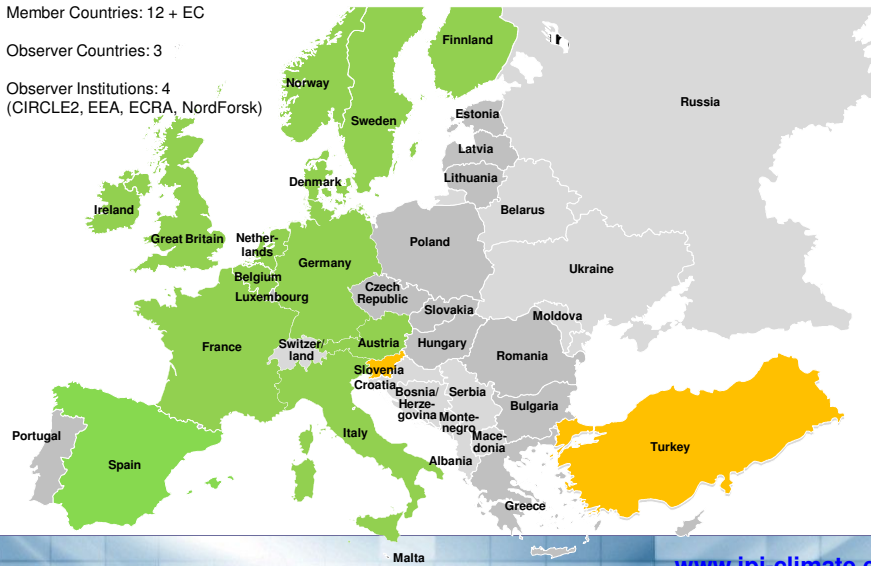 Member Countries: 12 + EC
Observer Countries: 3
Observer Institutions: 4
(CIRCLE2, EEA, ECRA, NordForsk)
Finnland
Norway
Russia
Sweden
Estonia
Latvia
Lithuania
Denmark
Ireland
Belarus
Great Britain
Nether-
lands
Poland
Germany
Ukraine
Belgium
Czech
Republic
Luxembourg
Slovakia
Moldova
France
Switzer/
land
Austria
Hungary
Romania
Slovenia
Croatia
Bosnia/
Herze-
govina
Serbia
Bulgaria
Monte-
negro
Portugal
Italy
Mace-
donia
Turkey
Spain
Albania
Greece
Malta